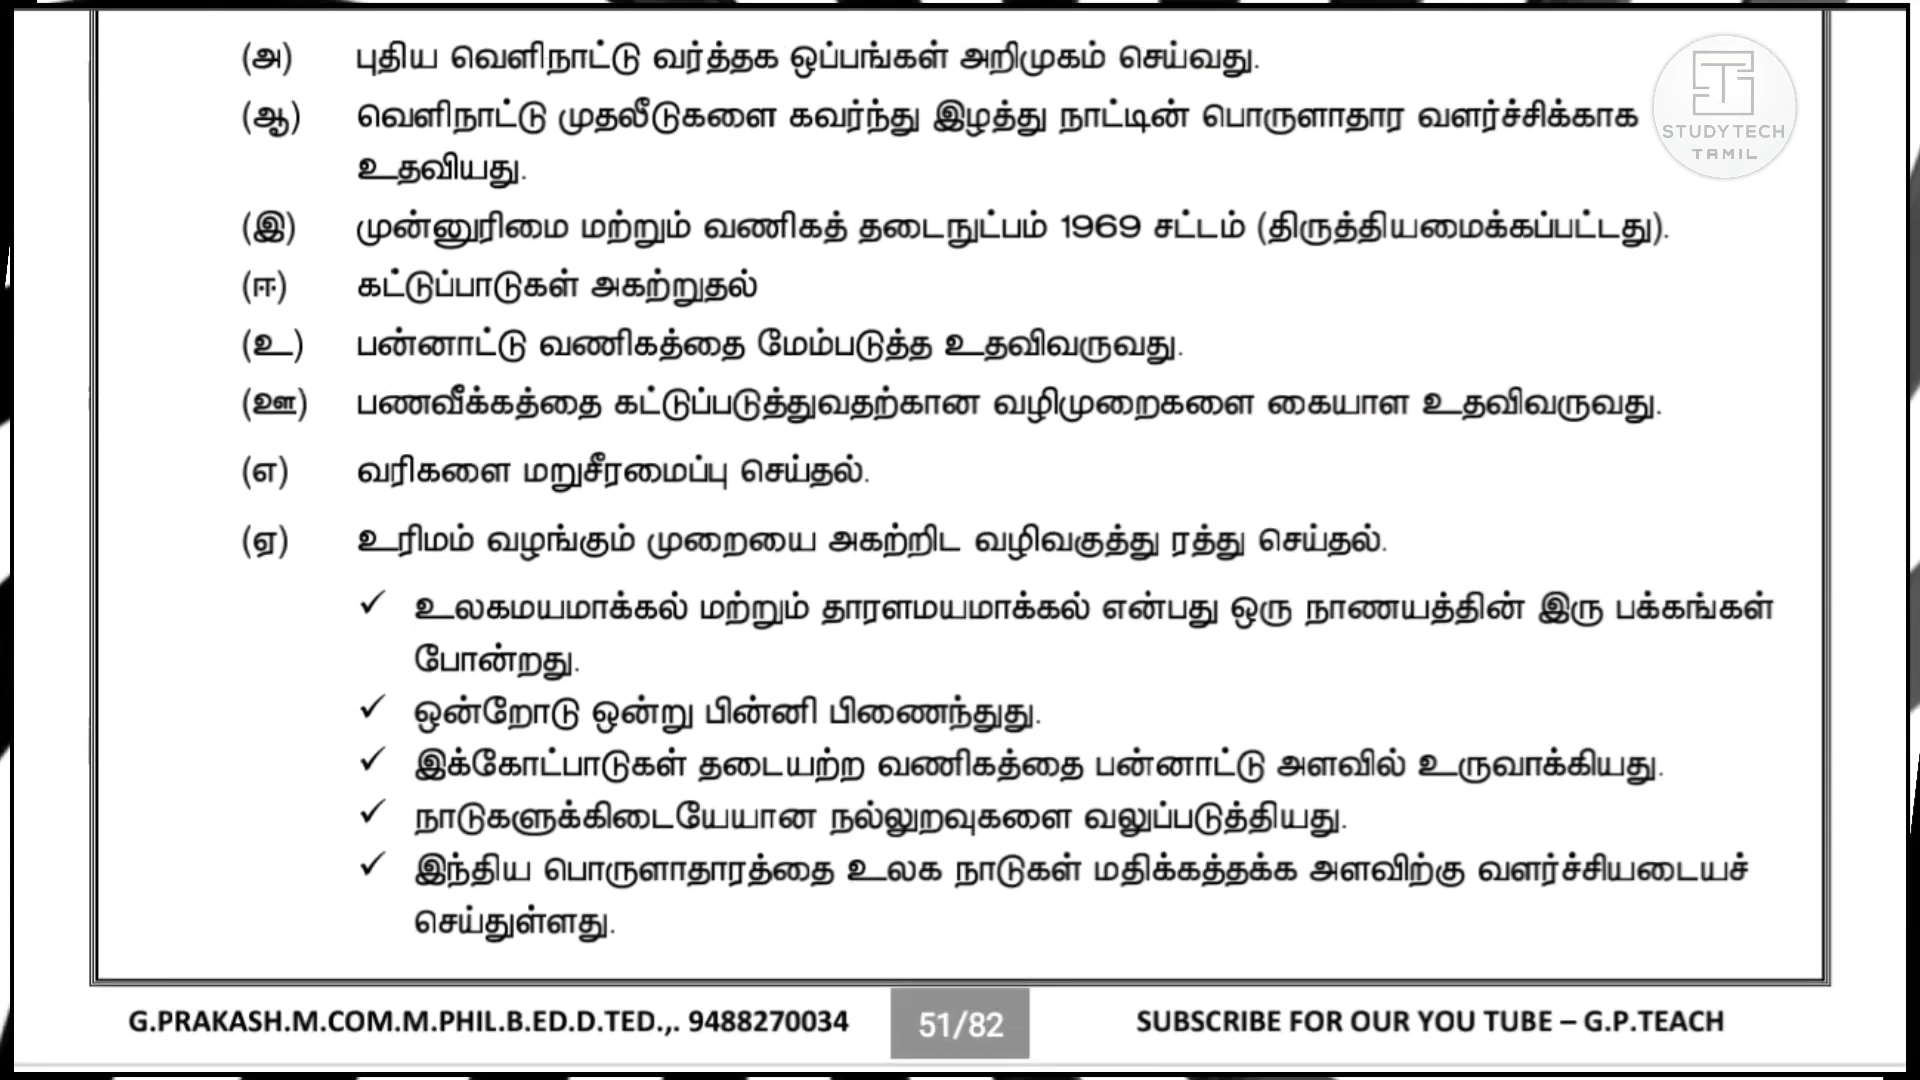 (அ) புதிய வெளிநாட்டு வர்த்தக ஒப்பங்கள் அறிமுகம் செய்வது.
(ஆ) வெளிநாட்டு முதலீடுகளை கவர்ந்து இழத்து நாட்டின் பொருளாதார வளர்ச்சிக்காக
உதவியது.
(இ) முன்னுரிமை மற்றும் வணிகத் தடைநுட்பம் 1969 சட்டம் (திருத்தியமைக்கப்பட்டது).
(ஈ) கட்டுப்பாடுகள் அகற்றுதல்
(உ) பன்னாட்டு வணிகத்தை மேம்படுத்த உதவிவருவது.
(ஊ) பணவீக்கத்தை கட்டுப்படுத்துவதற்கான வழிமுறைகளை கையாள உதவிவருவது.
(எ) வரிகளை மறுசீரமைப்பு செய்தல்.
(ஏ) உரிமம் வழங்கும் முறையை அகற்றிட வழிவகுத்து ரத்து செய்தல்.
✓ உலகமயமாக்கல் மற்றும் தாரளமயமாக்கல் என்பது ஒரு நாணயத்தின் இரு பக்கங்கள்
போன்றது.
✓ ஒன்றோடு ஒன்று பின்னி பிணைந்துது.
✓ இக்கோட்பாடுகள் தடையற்ற வணிகத்தை பன்னாட்டு அளவில் உருவாக்கியது.
✓ நாடுகளுக்கிடையேயான நல்லுறவுகளை வலுப்படுத்தியது.
✓ இந்திய பொருளாதாரத்தை உலக நாடுகள் மதிக்கத்தக்க அளவிற்கு வளர்ச்சியடையச்
செய்துள்ளது.
STUDY TECH
TAMIL
G.PRAKASH.M.COM.M.PHIL.B.ED.D.TED.,. 9488270034 51/82 SUBSCRIBE FOR OUR YOU TUBE – G.P.TEACH